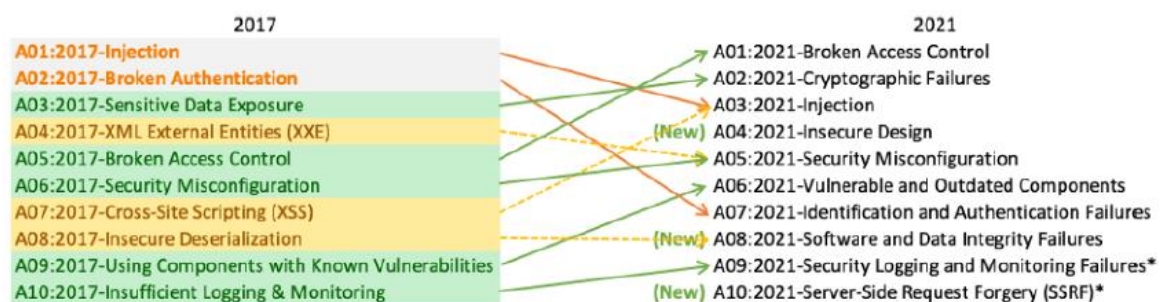 2017
A01:2017-Injection
A02:2017-Broken Authentication
A03:2017-Sensitive Data Exposure
A04:2017-XML External Entities (XXE)
A05:2017-Broken Access Control
A06:2017-Security Misconfiguration
A07:2017-Cross-Site Scripting (XSS)
A08:2017-Insecure Deserialization
A09:2017-Using Components with Known Vulnerabilities
A10:2017-Insufficient Logging & Monitoring
2021
A01:2021-Broken Access Control
A02:2021-Cryptographic Failures
A03:2021-Injection
(New) A04:2021-Insecure Design
A05:2021-Security Misconfiguration
A06:2021-Vulnerable and Outdated Components
A07:2021-Identification and Authentication Failures
(New) A08:2021-Software and Data Integrity Failures
A09:2021-Security Logging and Monitoring Failures*
(New) A10:2021-Server-Side Request Forgery (SSRF)*